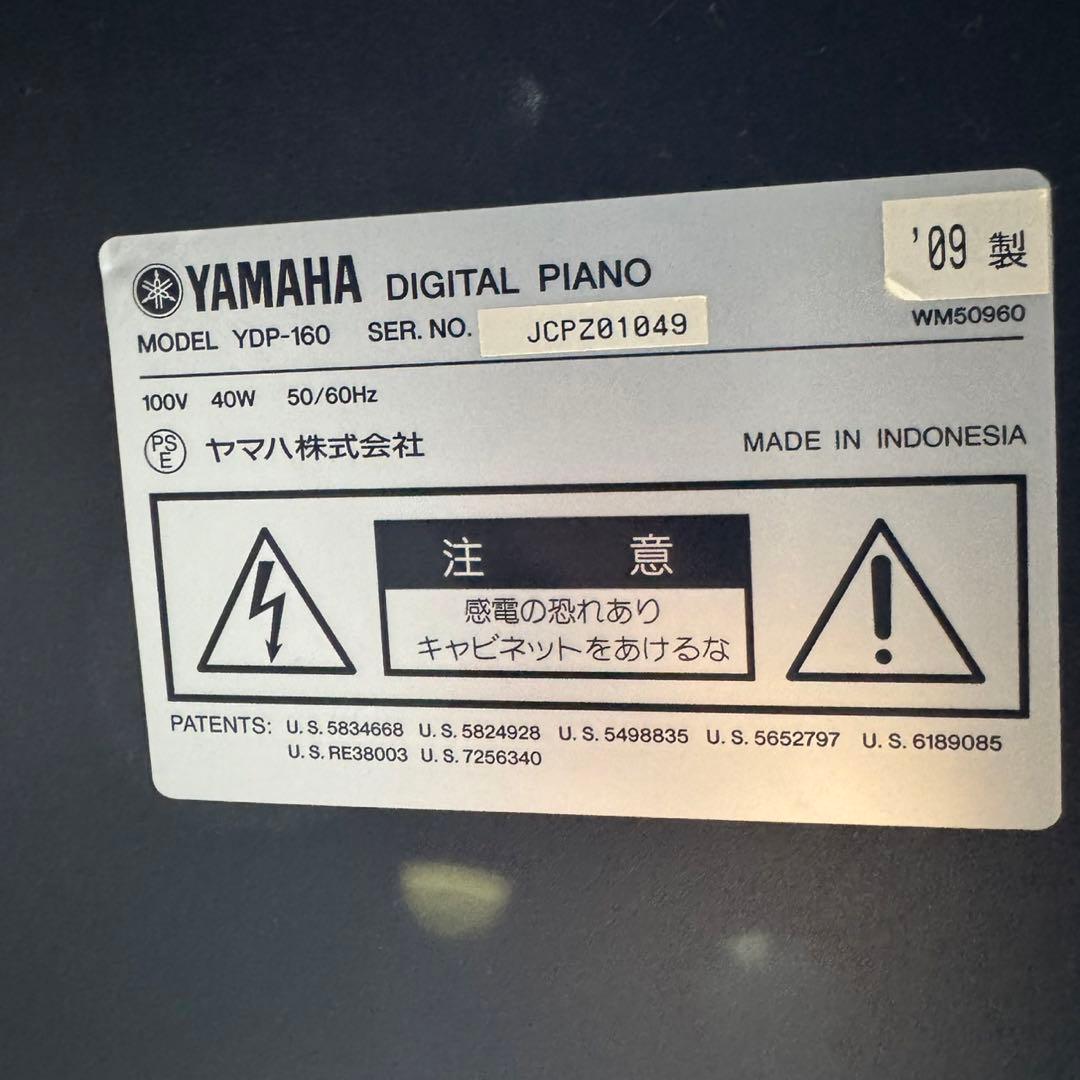 YAMAHA DIGITAL PIANO
'09 製
MODEL YDP-160 SER. NO. JCPZ01049
WM50960
100V 40W 50/60Hz
PSE ヤマハ株式会社
MADE IN INDONESIA
注意
感電の恐れあり
キャビネットをあけるな
PATENTS: U.S.5834668 U.S.5824928 U.S.5498835 U.S.5652797 U.S.6189085
U.S.RE38003 U.S.7256340